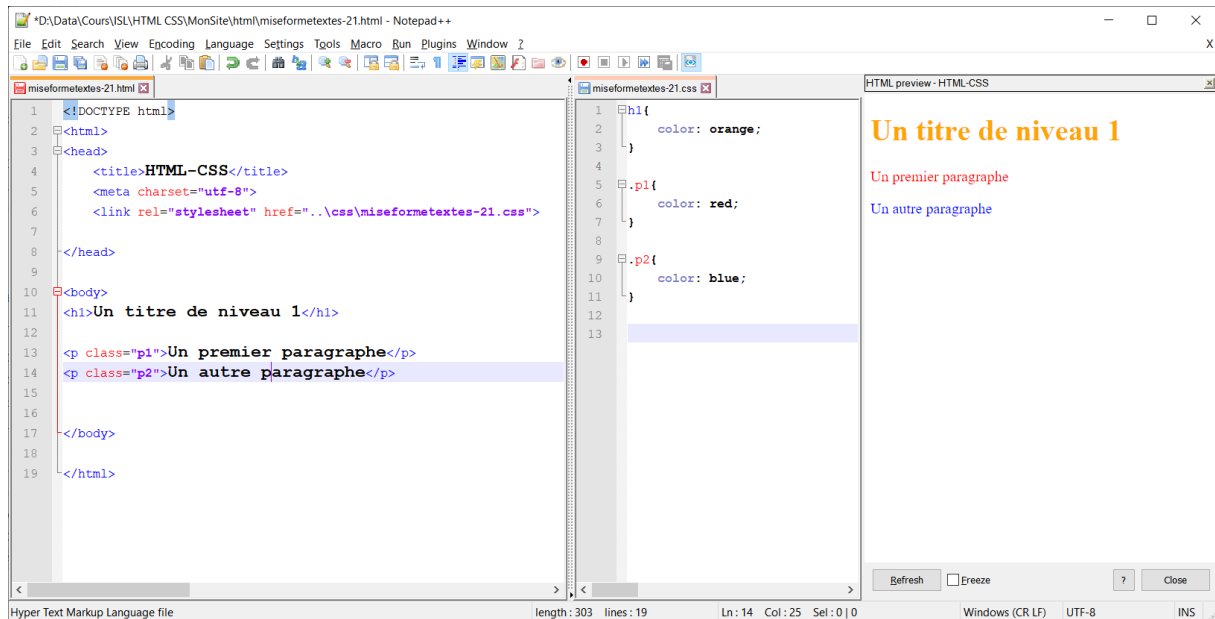 *D:\Data\Cours\ISL\HTML CSS\MonSite\html\miseformetextes-21.html - Notepad++
File Edit Search View Encoding Language Settings Tools Macro Run Plugins Window ?
X
miseformetextes-21.html
1 <!DOCTYPE html>
2 <html>
3 <head>
4 <title>HTML-CSS</title>
5 <meta charset="utf-8">
6 <link rel="stylesheet" href="..\css\miseformetextes-21.css">
7
8 </head>
9
10 <body>
11 <h1>Un titre de niveau 1</h1>
12
13 <p class="p1">Un premier paragraphe</p>
14 <p class="p2">Un autre paragraphe</p>
15
16
17 </body>
18
19 </html>
miseformetextes-21.css
1 h1{
2 color: orange;
3 }
4
5 .p1{
6 color: red;
7 }
8
9 .p2{
10 color: blue;
11 }
12
13
HTML preview - HTML-CSS
Un titre de niveau 1
Un premier paragraphe
Un autre paragraphe
Refresh Freeze ? Close
Hyper Text Markup Language file length : 303 lines : 19 Ln : 14 Col : 25 Sel : 0 | 0 Windows (CR LF) UTF-8 INS